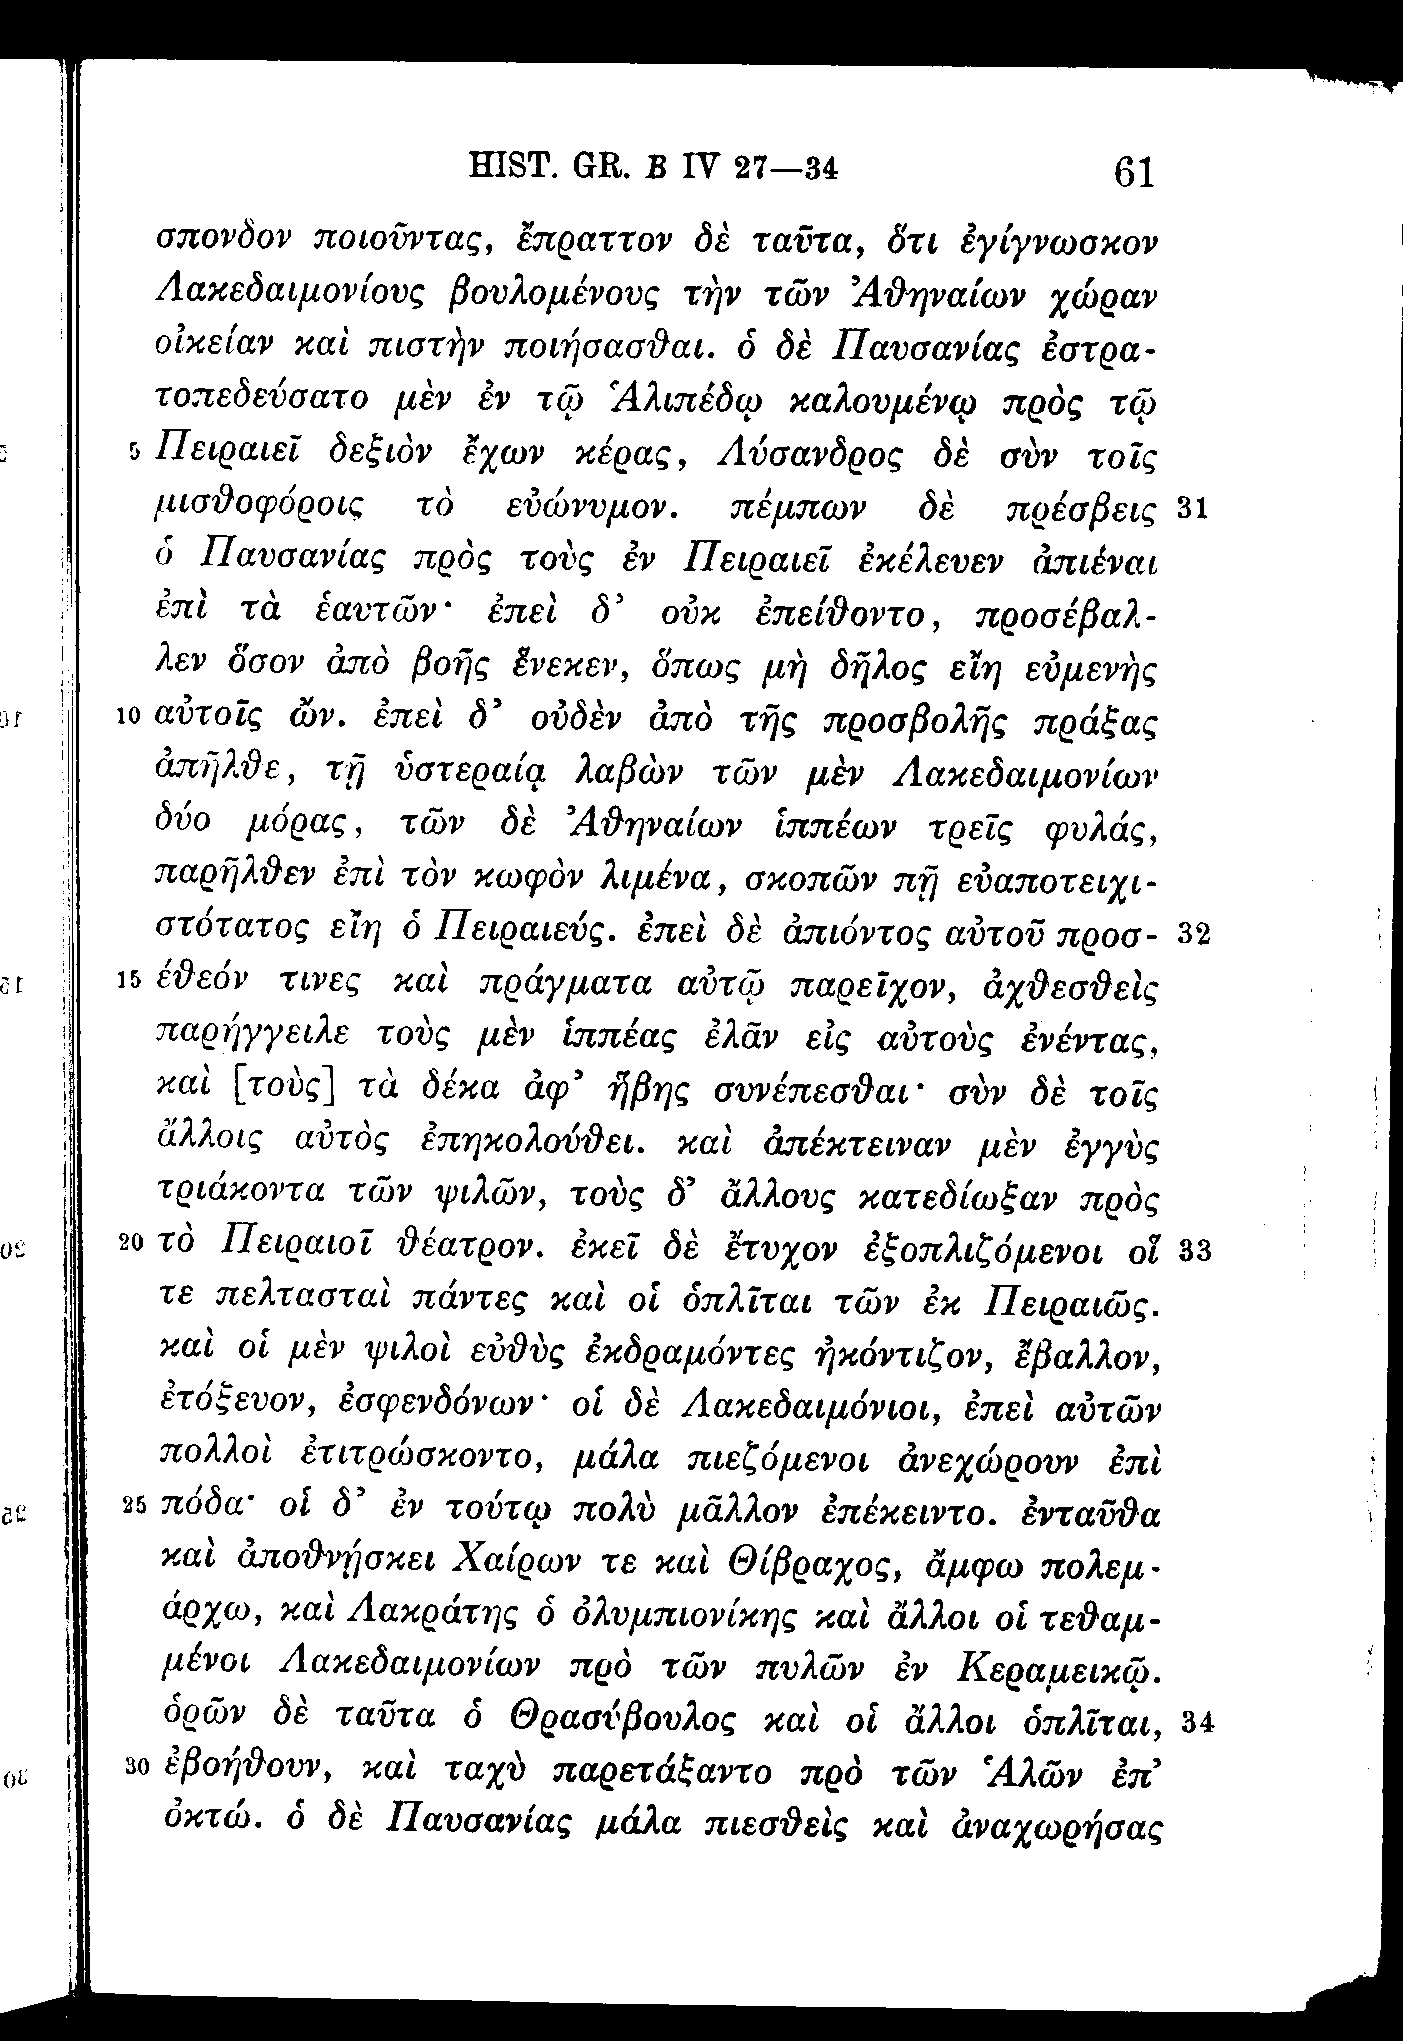 HIST. GR. B IV 27—34 61
σπονδον ποιοῦντας, ἔπραττον δὲ ταῦτα, ὅτι ἐγίγνωσκον
Λακεδαιμονίους βουλομένους τὴν τῶν Ἀθηναίων χώραν
οἰκείαν καὶ πιστὴν ποιήσασθαι. ὁ δὲ Παυσανίας ἐστρα-
τοπεδεύσατο μὲν ἐν τῷ Ἁλιπέδῳ καλουμένῳ πρὸς τῷ
5 Πειραιεῖ δεξιὸν ἔχων κέρας, Λύσανδρος δὲ σὺν τοῖς
μισθοφόροις τὸ εὐώνυμον. πέμπων δὲ πρέσβεις 31
ὁ Παυσανίας πρὸς τοὺς ἐν Πειραιεῖ ἐκέλευεν ἀπιέναι
ἐπὶ τὰ ἑαυτῶν· ἐπεὶ δ’ οὐκ ἐπείθοντο, προσέβαλ-
λεν ὅσον ἀπὸ βοῆς ἕνεκεν, ὅπως μὴ δῆλος εἴη εὐμενὴς
10 αὐτοῖς ὤν. ἐπεὶ δ’ οὐδὲν ἀπὸ τῆς προσβολῆς πράξας
ἀπῆλθε, τῇ ὑστεραίᾳ λαβὼν τῶν μὲν Λακεδαιμονίων
δύο μόρας, τῶν δὲ Ἀθηναίων ἱππέων τρεῖς φυλάς,
παρῆλθεν ἐπὶ τὸν κωφὸν λιμένα, σκοπῶν πῇ εὐαποτειχι-
στότατος εἴη ὁ Πειραιεύς. ἐπεὶ δὲ ἀπιόντος αὐτοῦ προσ- 32
15 έθεόν τινες καὶ πράγματα αὐτῷ παρεῖχον, ἀχθεσθεὶς
παρήγγειλε τοὺς μὲν ἱππέας ἐλᾶν εἰς αὐτοὺς ἐνέντας,
καὶ [τοὺς] τὰ δέκα ἀφ’ ἥβης συνέπεσθαι· σὺν δὲ τοῖς
ἄλλοις αὐτὸς ἐπηκολούθει. καὶ ἀπέκτειναν μὲν ἐγγὺς
τριάκοντα τῶν ψιλῶν, τοὺς δ’ ἄλλους κατεδίωξαν πρὸς
20 τὸ Πειραιοῖ θέατρον. ἐκεῖ δὲ ἔτυχον ἐξοπλιζόμενοι οἵ 33
τε πελτασταὶ πάντες καὶ οἱ ὁπλῖται τῶν ἐκ Πειραιῶς.
καὶ οἱ μὲν ψιλοὶ εὐθὺς ἐκδραμόντες ἠκόντιζον, ἔβαλλον,
ἐτόξευον, ἐσφενδόνων· οἱ δὲ Λακεδαιμόνιοι, ἐπεὶ αὐτῶν
πολλοὶ ἐτιτρώσκοντο, μάλα πιεζόμενοι ἀνεχώρουν ἐπὶ
25 πόδα· οἱ δ’ ἐν τούτῳ πολὺ μᾶλλον ἐπέκειντο. ἐνταῦθα
καὶ ἀποθνῄσκει Χαίρων τε καὶ Θίβραχος, ἄμφω πολεμ-
άρχω, καὶ Λακράτης ὁ ὀλυμπιονίκης καὶ ἄλλοι οἱ τεθαμ-
μένοι Λακεδαιμονίων πρὸ τῶν πυλῶν ἐν Κεραμεικῷ.
ὁρῶν δὲ ταῦτα ὁ Θρασύβουλος καὶ οἱ ἄλλοι ὁπλῖται, 34
30 ἐβοήθουν, καὶ ταχὺ παρετάξαντο πρὸ τῶν Ἁλῶν ἐπ’
ὀκτώ. ὁ δὲ Παυσανίας μάλα πιεσθεὶς καὶ ἀναχωρήσας